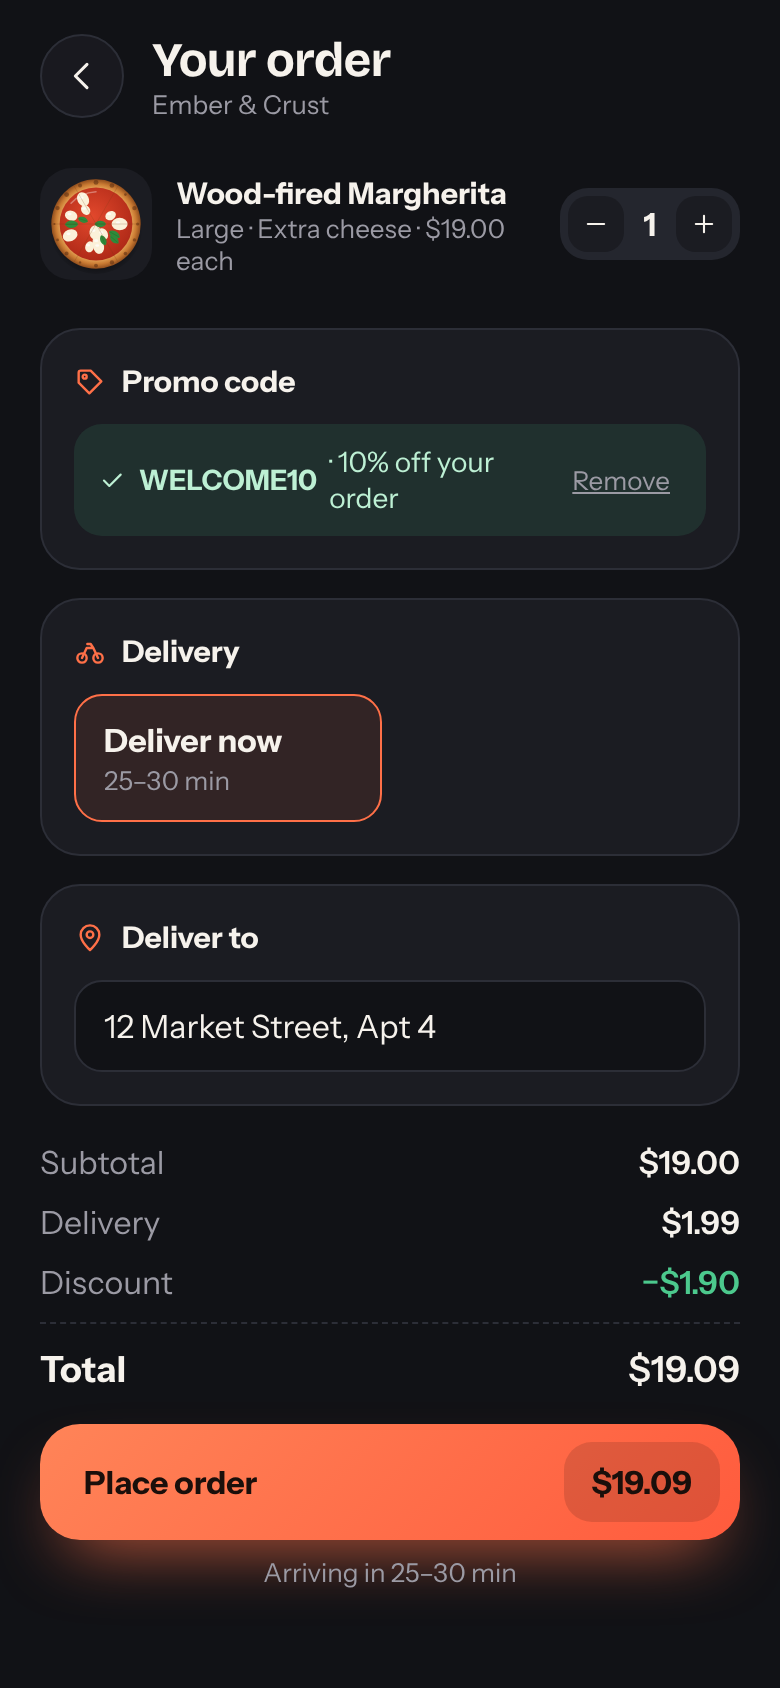 Your order
Ember & Crust
Wood-fired Margherita
Large · Extra cheese · $19.00
each
1
Promo code
WELCOME10 · 10% off your
order
Remove
Delivery
Deliver now
25–30 min
Deliver to
12 Market Street, Apt 4
Subtotal $19.00
Delivery $1.99
Discount −$1.90
Total $19.09
Place order $19.09
Arriving in 25–30 min